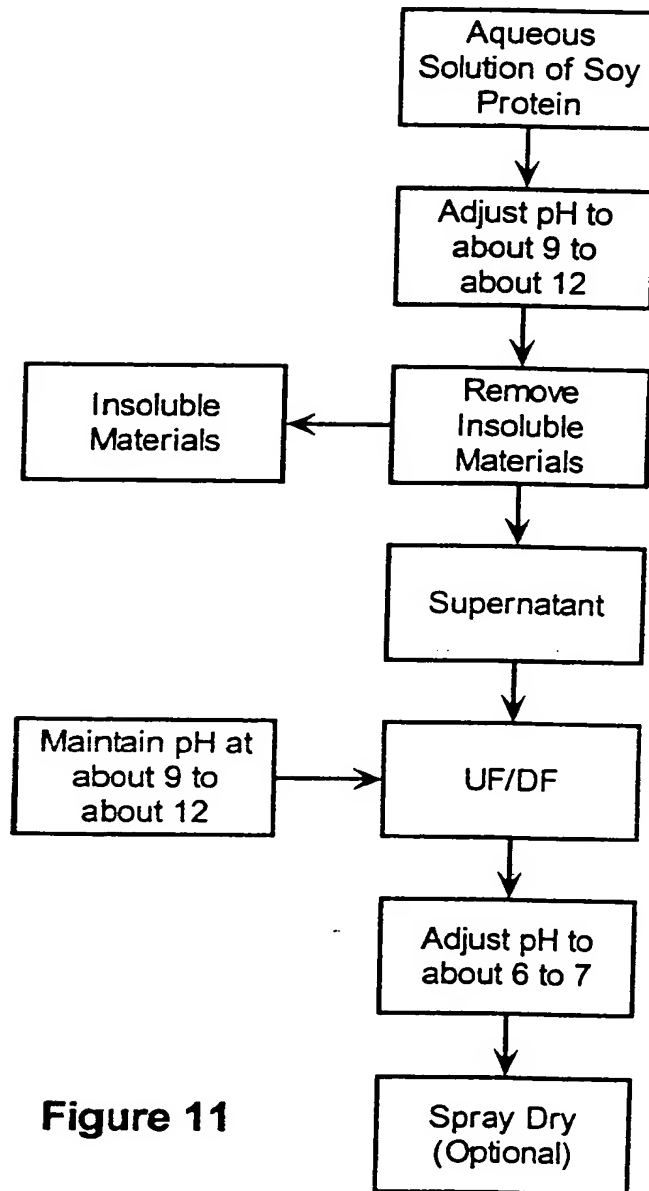 Aqueous
Solution of Soy
Protein
Adjust pH to
about 9 to
about 12
Insoluble
Materials
Remove
Insoluble
Materials
Supernatant
Maintain pH at
about 9 to
about 12
UF/DF
Adjust pH to
about 6 to 7
Figure 11
Spray Dry
(Optional)